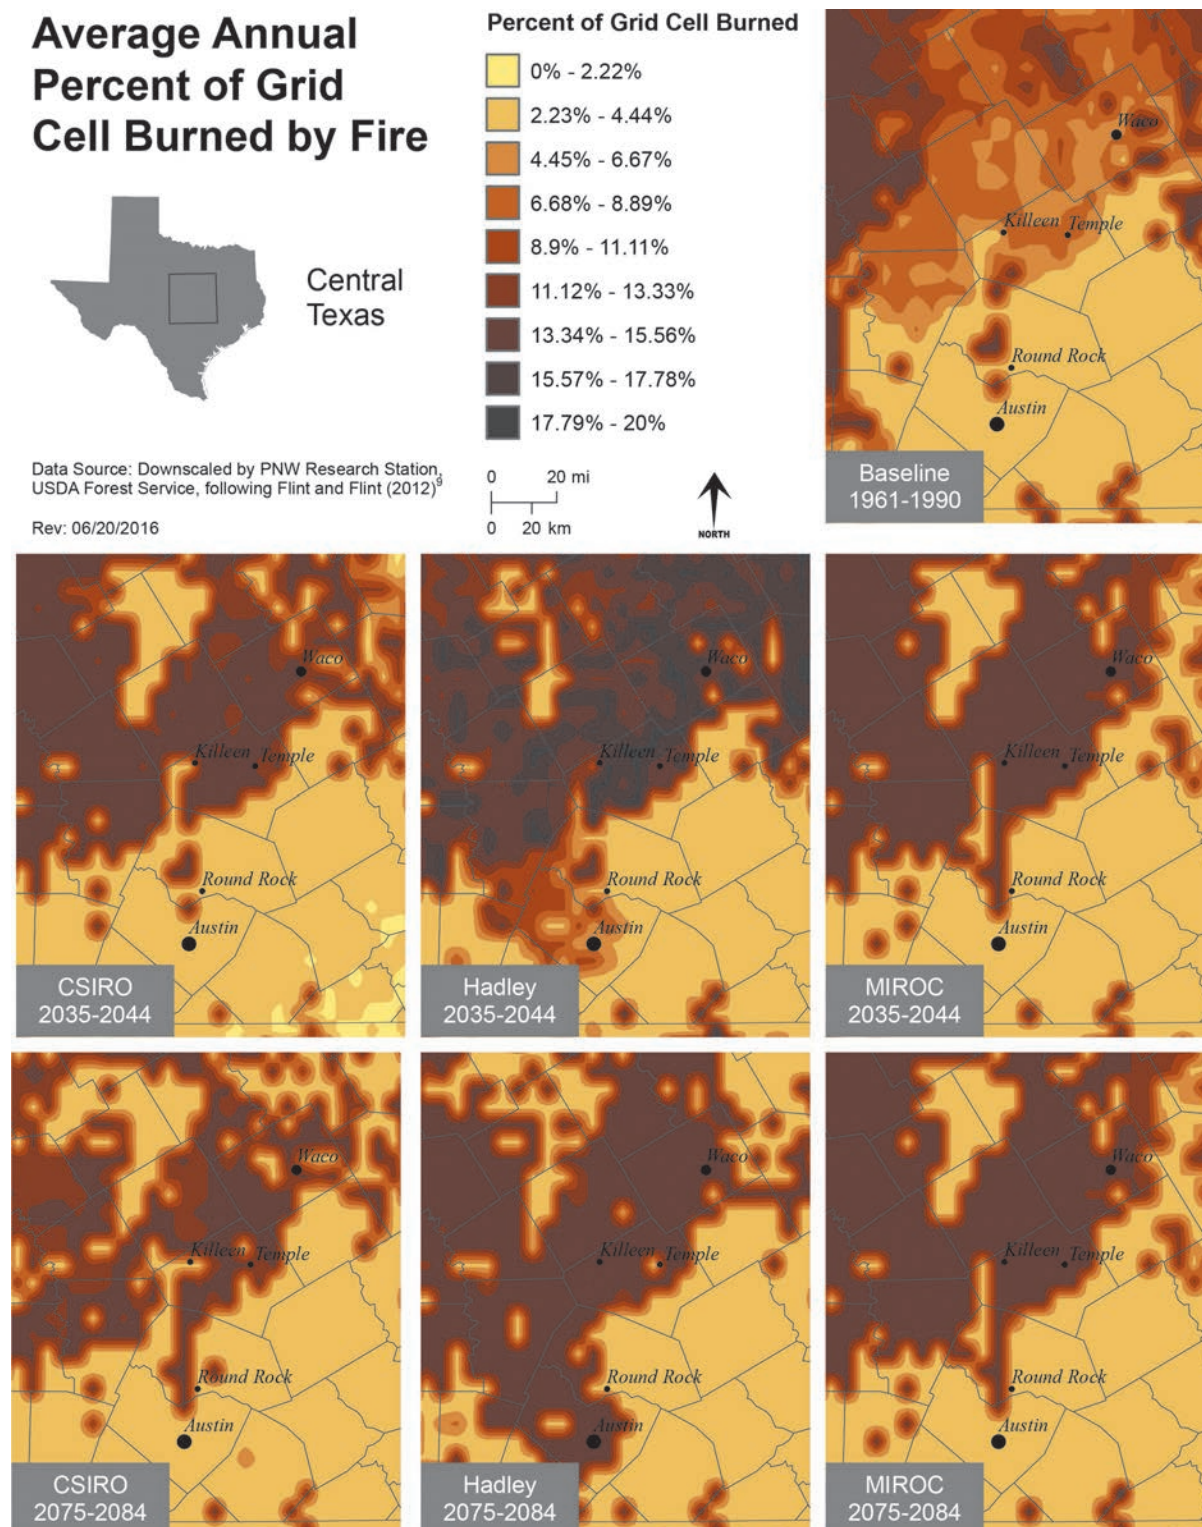 Average Annual
Percent of Grid
Cell Burned by Fire
Central
Texas
Data Source: Downscaled by PNW Research Station,
USDA Forest Service, following Flint and Flint (2012)9
Rev: 06/20/2016
Percent of Grid Cell Burned
0% - 2.22%
2.23% - 4.44%
4.45% - 6.67%
6.68% - 8.89%
8.9% - 11.11%
11.12% - 13.33%
13.34% - 15.56%
15.57% - 17.78%
17.79% - 20%
0 20 mi
0 20 km
NORTH
Waco
Killeen Temple
Round Rock
Austin
Baseline
1961-1990
Waco
Killeen Temple
Round Rock
Austin
CSIRO
2035-2044
Waco
Killeen Temple
Round Rock
Austin
Hadley
2035-2044
Waco
Killeen Temple
Round Rock
Austin
MIROC
2035-2044
Waco
Killeen Temple
Round Rock
Austin
CSIRO
2075-2084
Waco
Killeen Temple
Round Rock
Austin
Hadley
2075-2084
Waco
Killeen Temple
Round Rock
Austin
MIROC
2075-2084